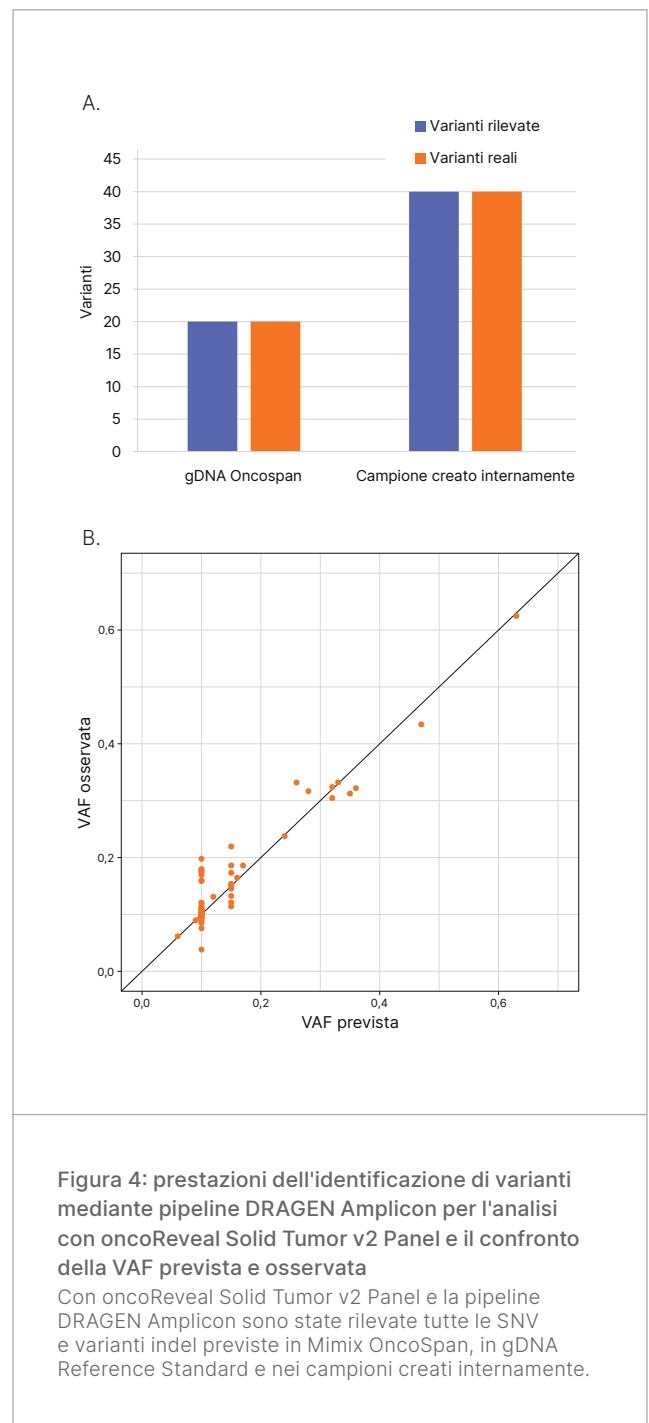 A.
Varianti rilevate
Varianti reali
45
40
35
30
25
20
15
10
5
0
Varianti
gDNA Oncospan
Campione creato internamente
B.
0,6
0,4
0,2
0,0
VAF osservata
0,0 0,2 0,4 0,6
VAF prevista
Figura 4: prestazioni dell'identificazione di varianti
mediante pipeline DRAGEN Amplicon per l'analisi
con oncoReveal Solid Tumor v2 Panel e il confronto
della VAF prevista e osservata
Con oncoReveal Solid Tumor v2 Panel e la pipeline
DRAGEN Amplicon sono state rilevate tutte le SNV
e varianti indel previste in Mimix OncoSpan, in gDNA
Reference Standard e nei campioni creati internamente.